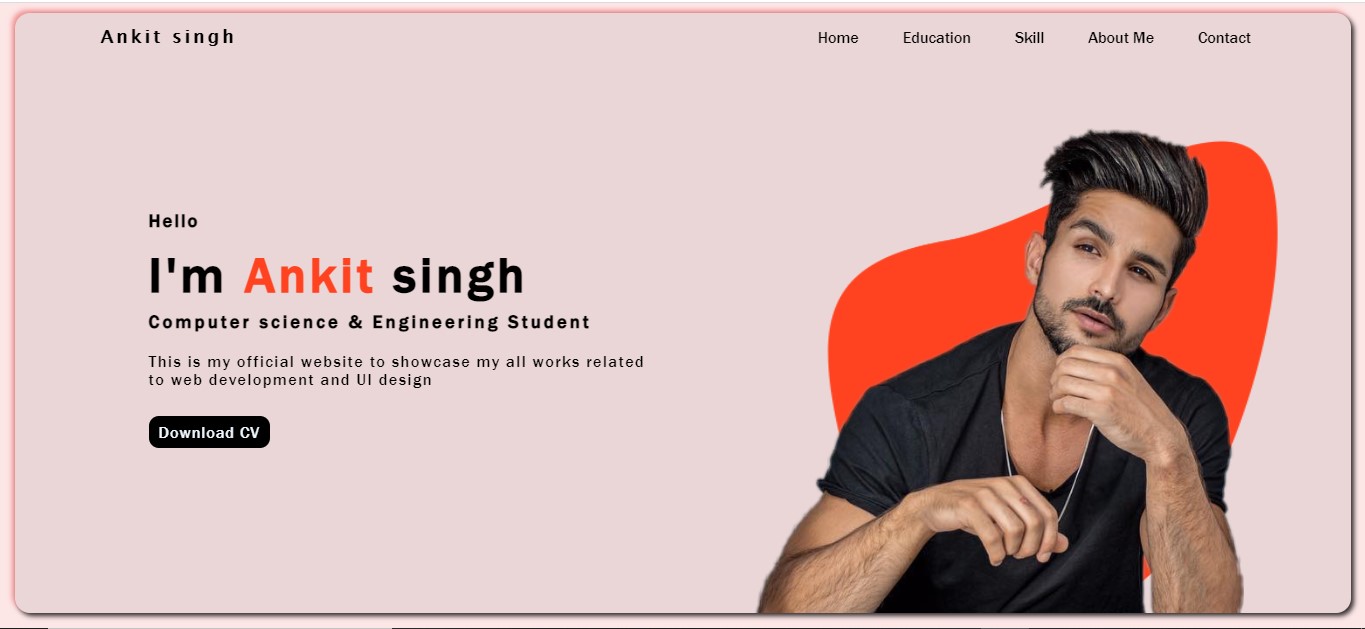 Ankit singh
Home Education Skill About Me Contact
Hello
I'm Ankit singh
Computer science & Engineering Student
This is my official website to showcase my all works related
to web development and UI design
Download CV